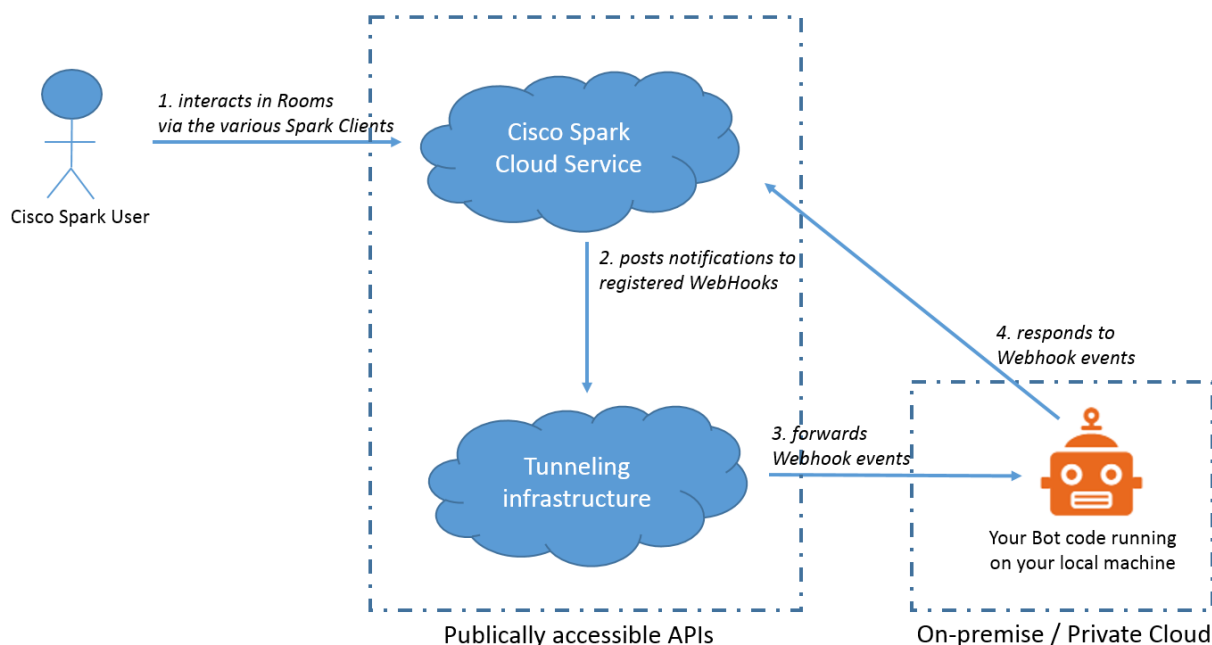 1. interacts in Rooms
via the various Spark Clients
Cisco Spark User
Cisco Spark
Cloud Service
2. posts notifications to
registered WebHooks
4. responds to
Webhook events
Tunneling
infrastructure
3. forwards
Webhook events
Your Bot code running
on your local machine
Publically accessible APIs
On-premise / Private Cloud